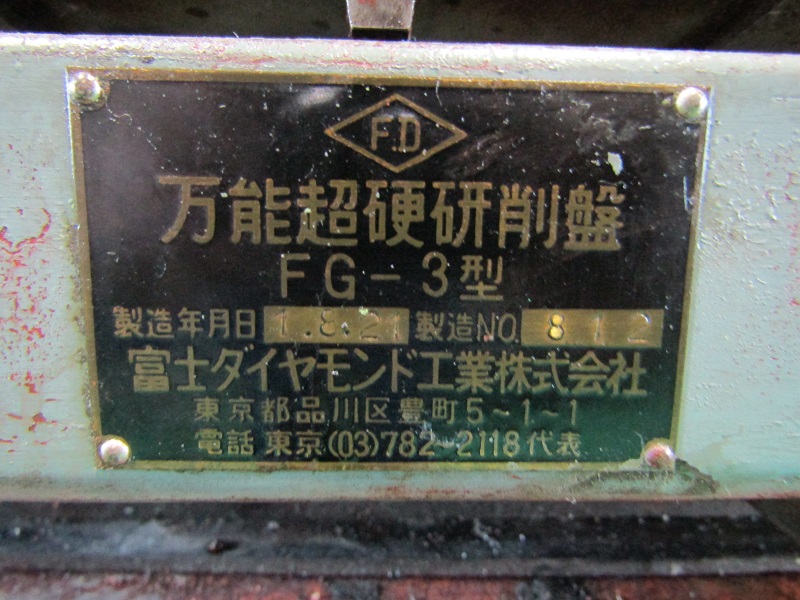 F.D
万能超硬研削盤
FG-3型
製造年月日 1.8.21 製造NO. 812
富士ダイヤモンド工業株式会社
東京都品川区豊町5~1~1
電話 東京(03)782~2118代表